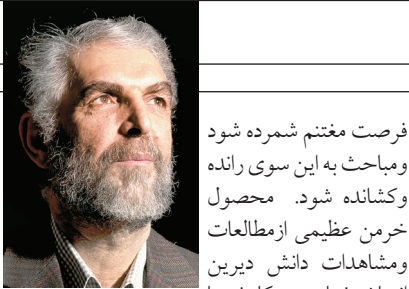 فرصت مغتنم شمرده شود
ومباحث به این سوی رانده
وکشانده شود. محصول
خرمن عظیمی ازمطالعات
ومشاهدات دانش دیرین